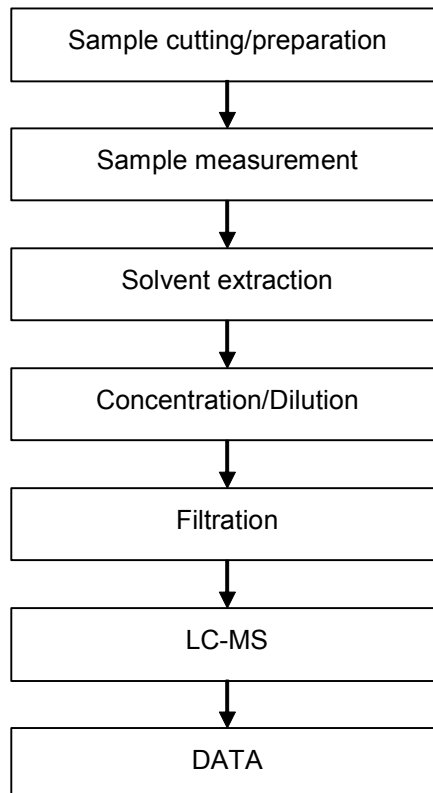 Sample cutting/preparation
Sample measurement
Solvent extraction
Concentration/Dilution
Filtration
LC-MS
DATA